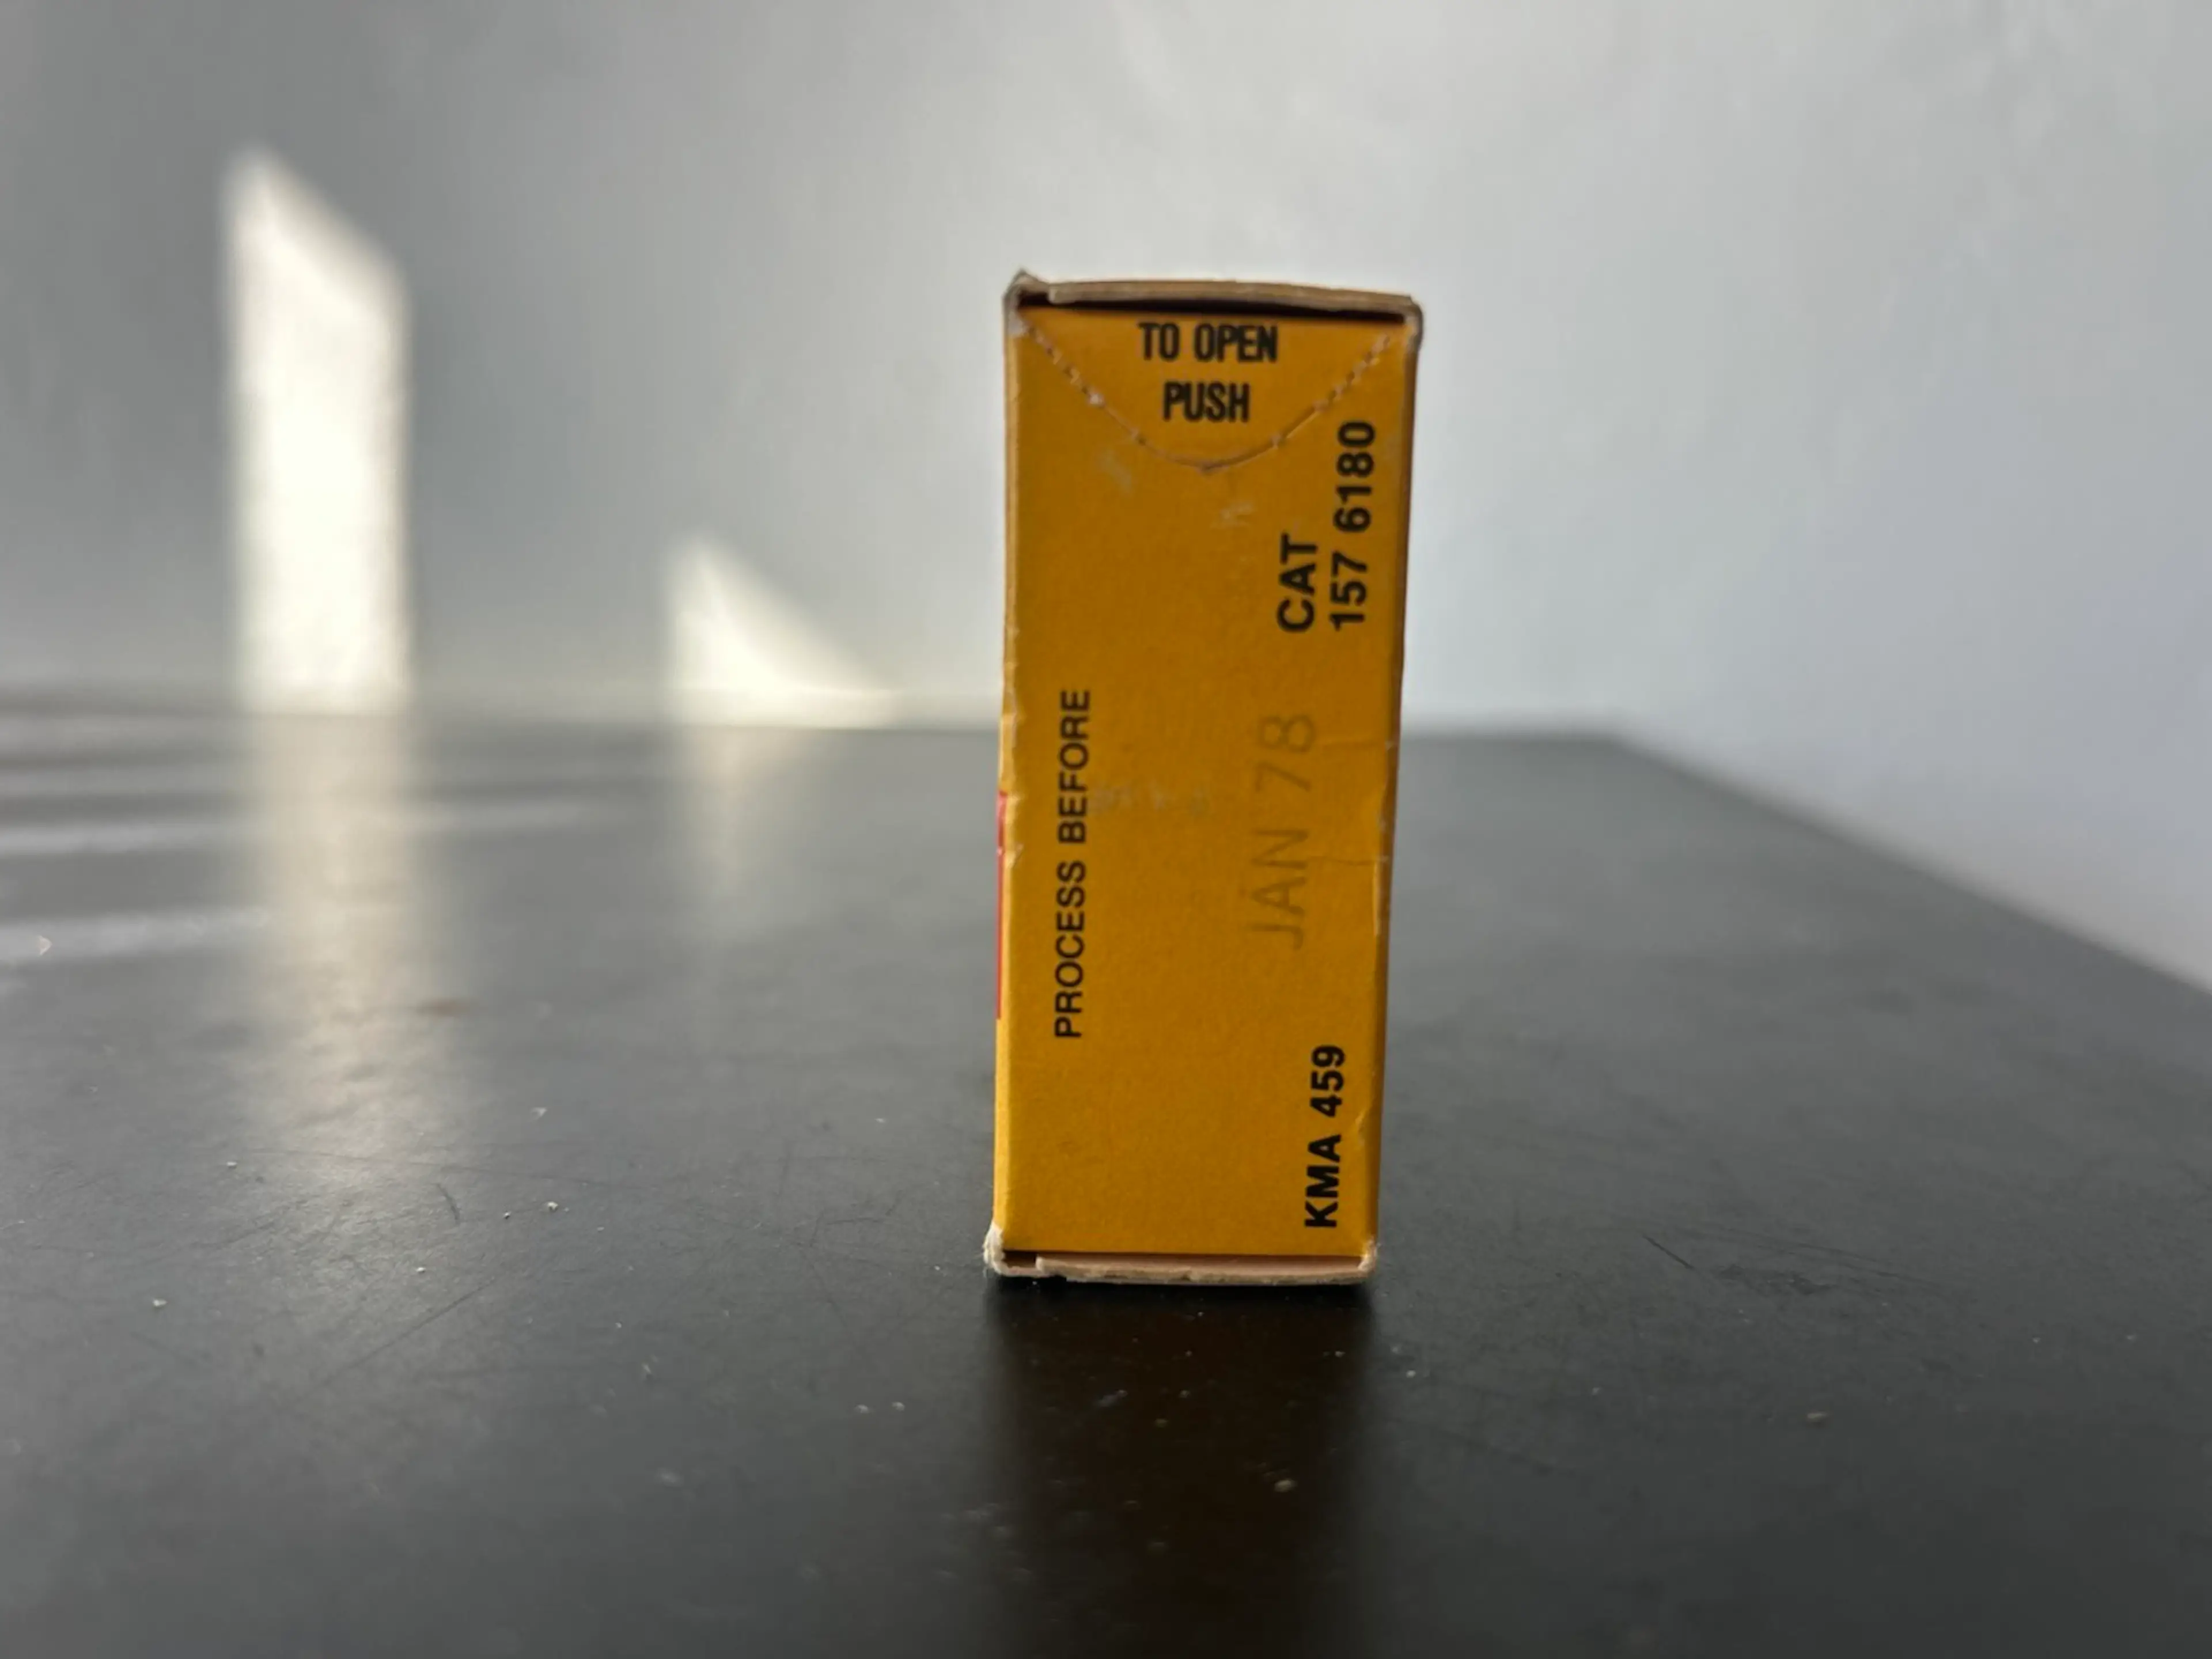 TO OPEN
PUSH
PROCESS BEFORE
JAN 78
CAT
157 6180
KMA 459